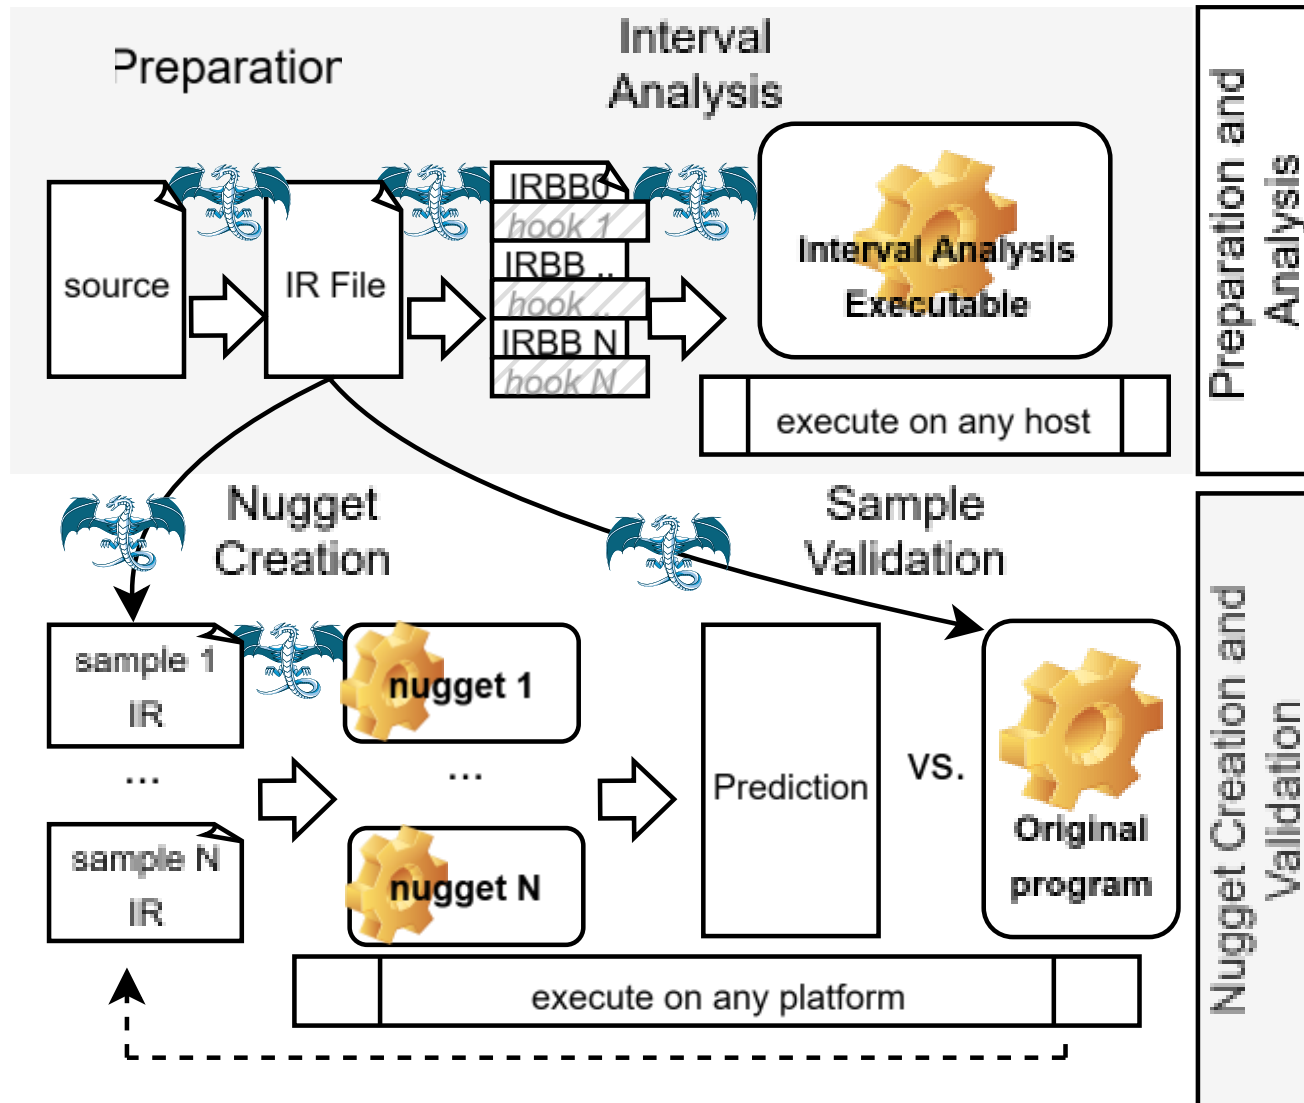 Preparation
Interval
Analysis
source
IR File
IRBB0
hook 1
IRBB ..
hook ..
IRBB N
hook N
Interval Analysis
Executable
execute on any host
Preparation and
Analysis
Nugget
Creation
Sample
Validation
sample 1
IR
...
sample N
IR
nugget 1
...
nugget N
Prediction
vs.
Original
program
execute on any platform
Nugget Creation and
Validation